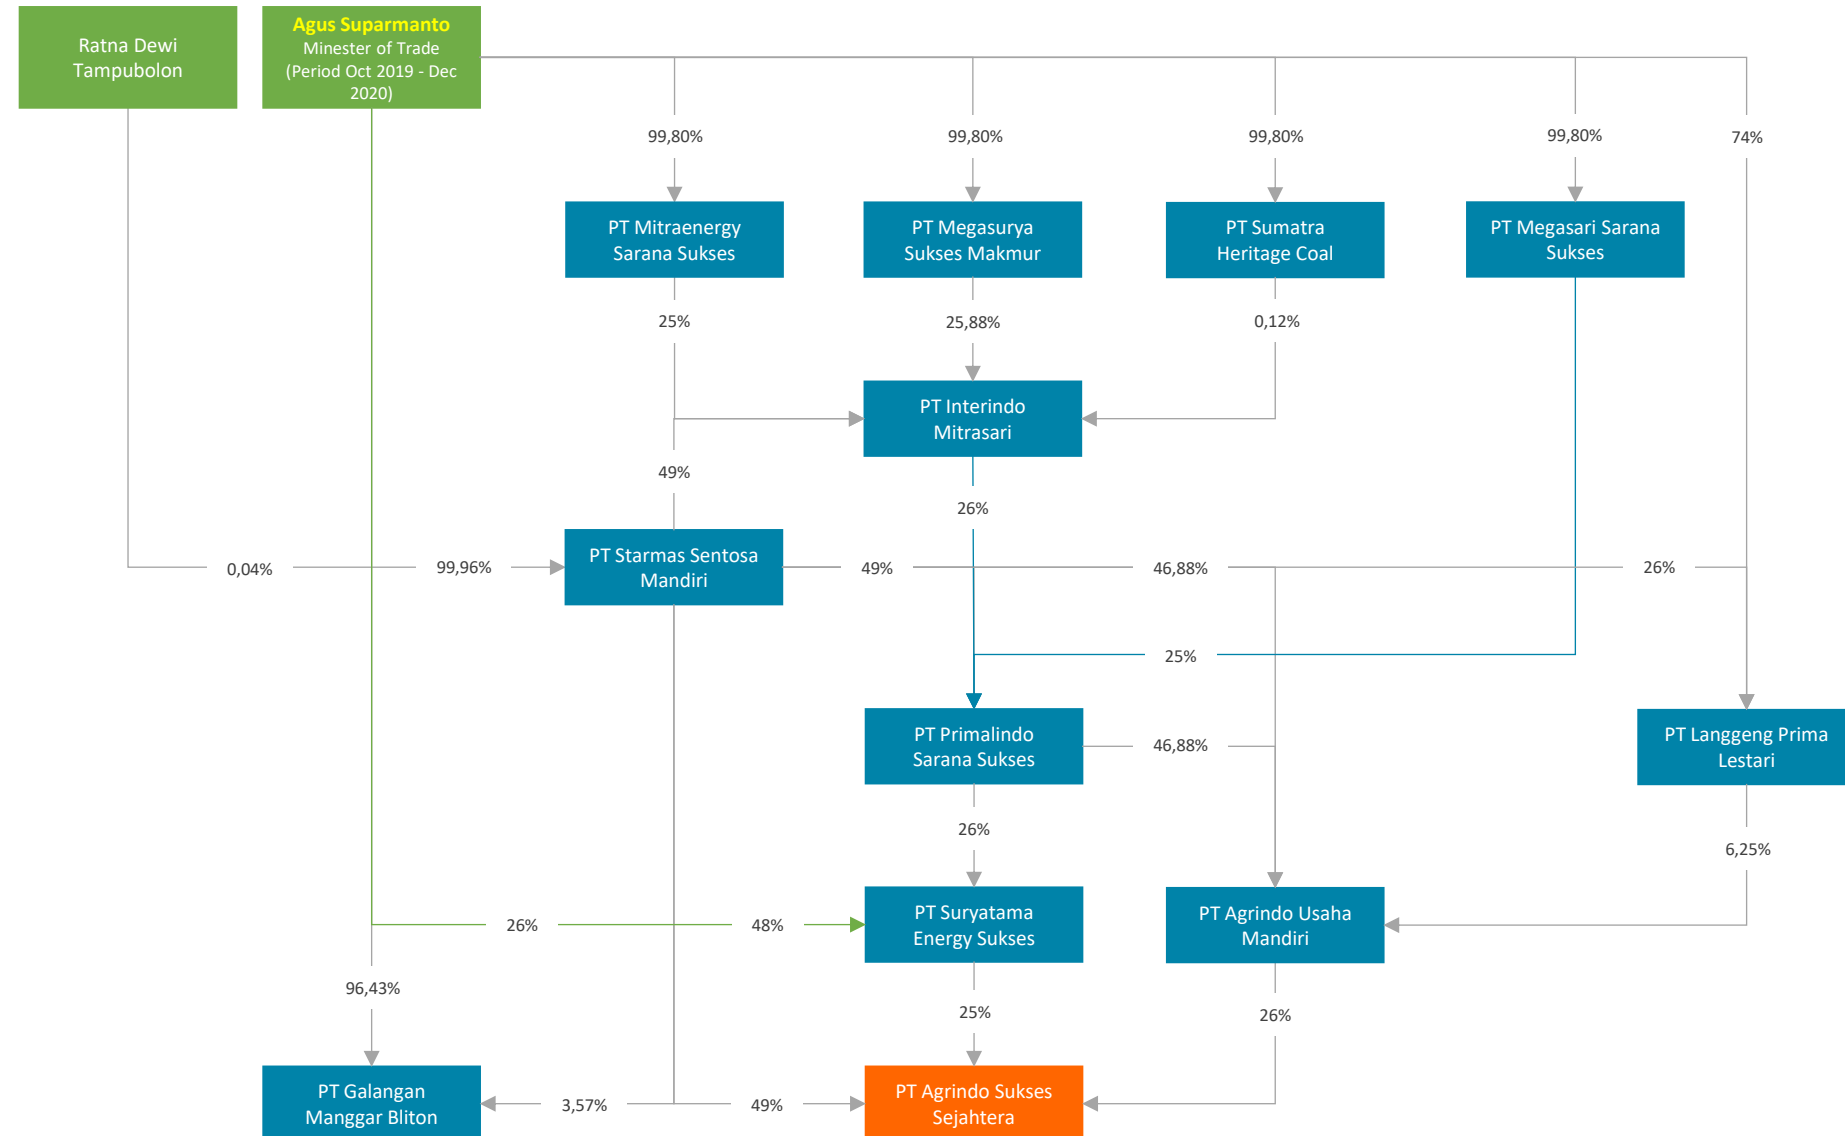 Ratna Dewi
Tampubolon
Agus Suparmanto
Minester of Trade
(Period Oct 2019 - Dec
2020)
99,80%
99,80%
99,80%
99,80%
74%
PT Mitraenergy
Sarana Sukses
PT Megasurya
Sukses Makmur
PT Sumatra
Heritage Coal
PT Megasari Sarana
Sukses
25%
25,88%
0,12%
PT Interindo
Mitrasari
49%
26%
0,04%
99,96%
PT Starmas Sentosa
Mandiri
49%
46,88%
26%
25%
PT Primalindo
Sarana Sukses
46,88%
PT Langgeng Prima
Lestari
26%
6,25%
26%
48%
PT Suryatama
Energy Sukses
PT Agrindo Usaha
Mandiri
96,43%
25%
26%
PT Galangan
Manggar Bliton
3,57%
49%
PT Agrindo Sukses
Sejahtera